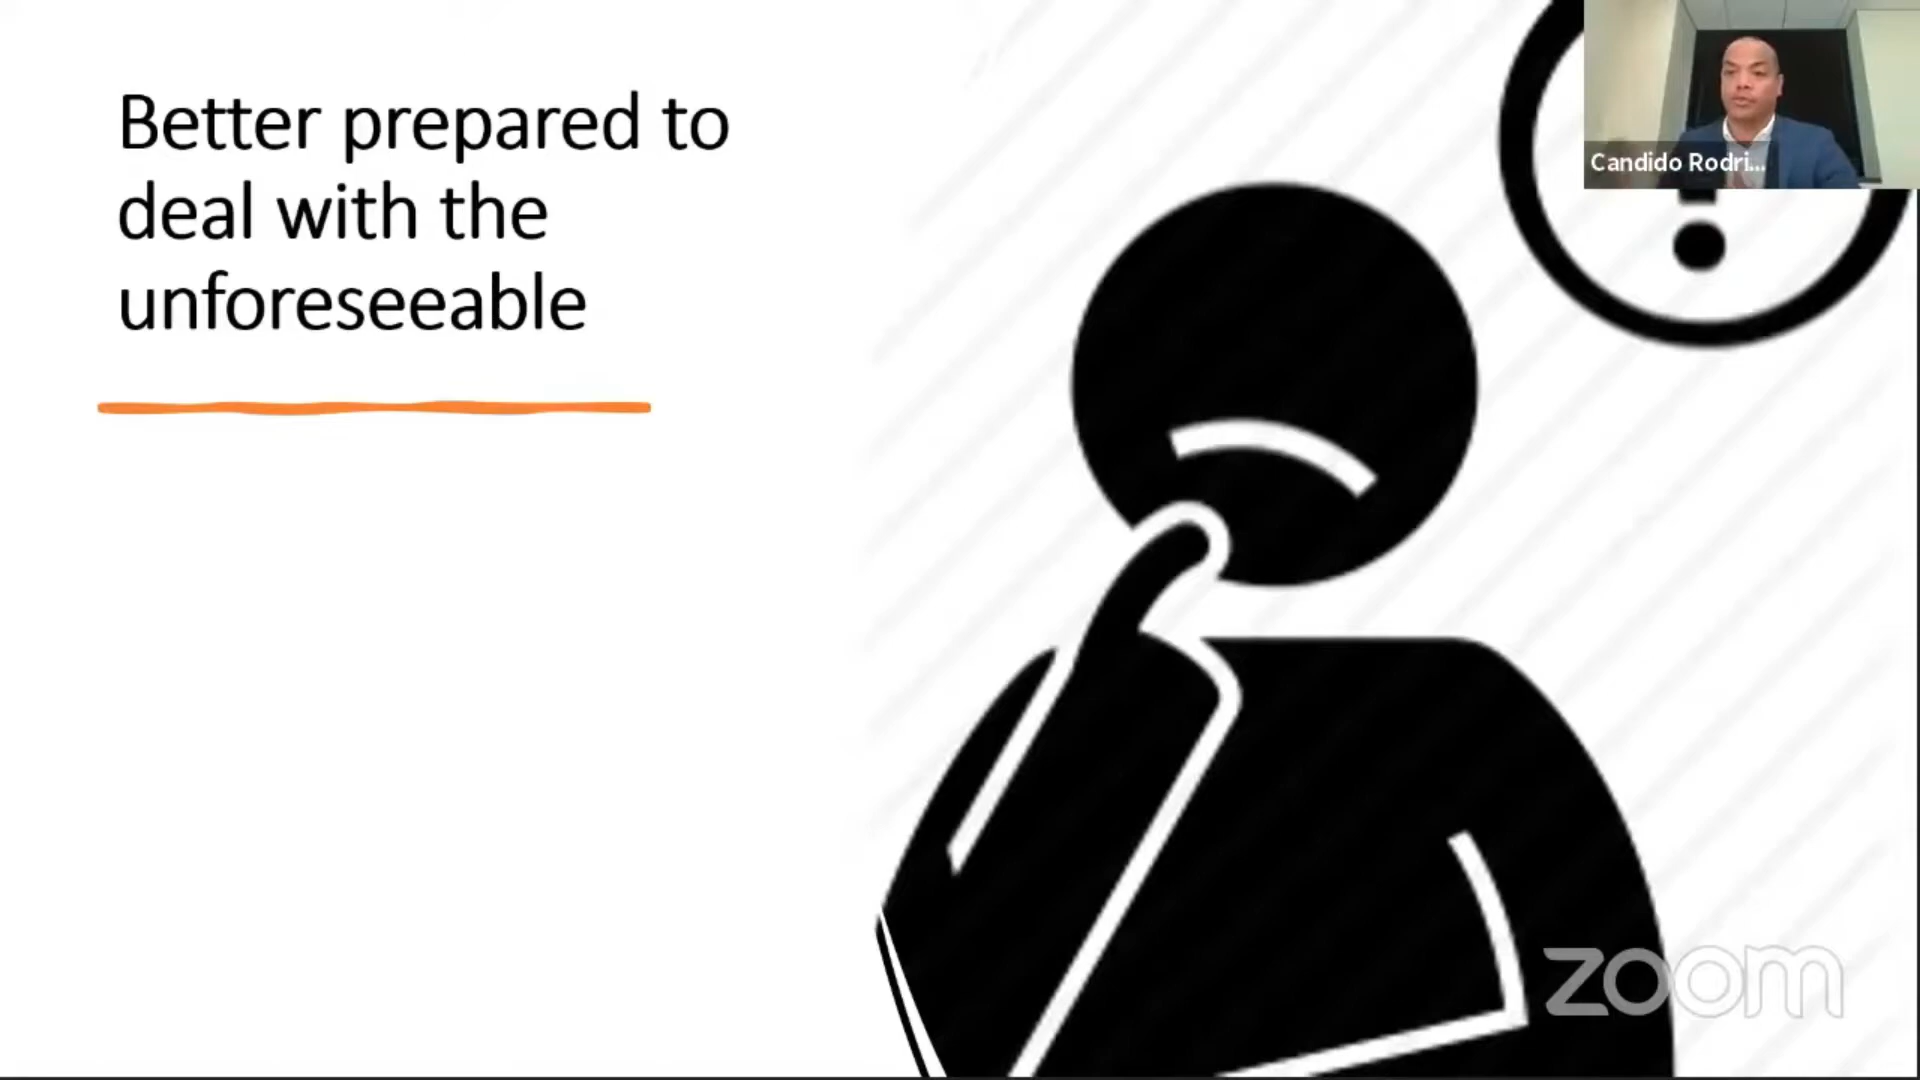 Better prepared to
deal with the
unforeseeable
Candido Rodri...
zoom